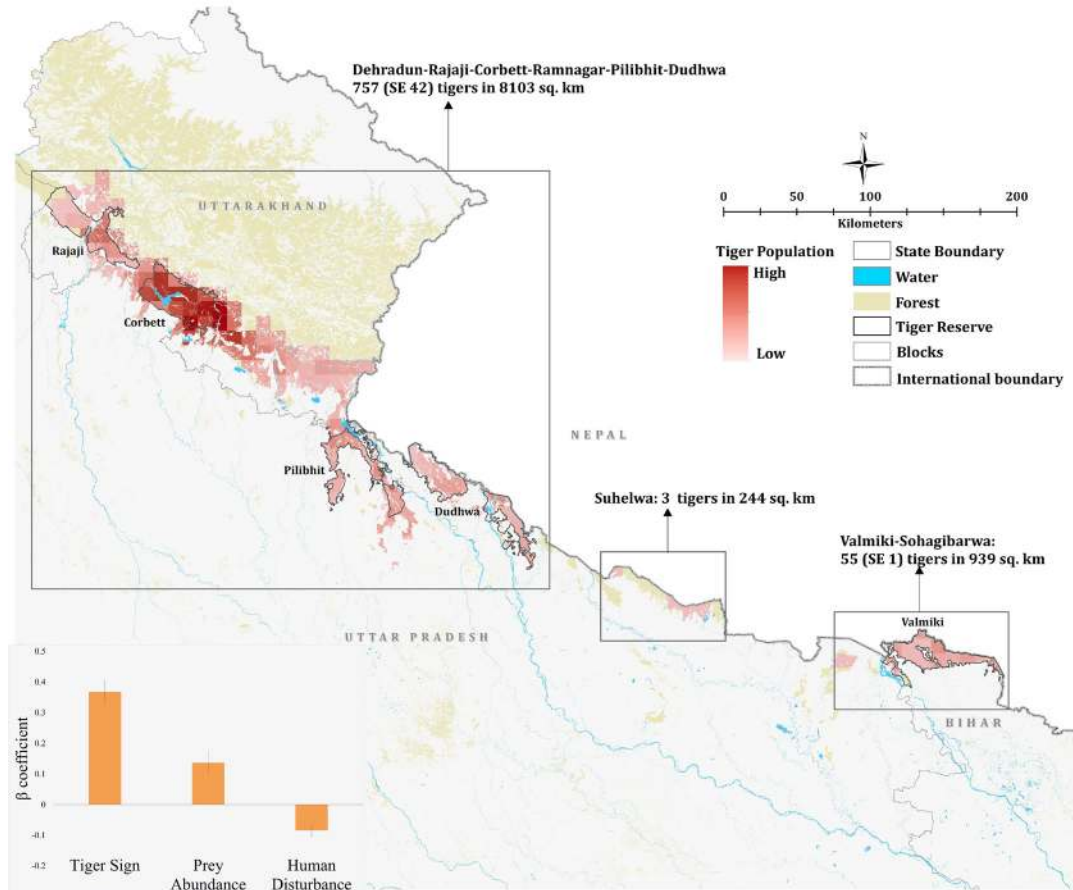 Dehradun-Rajaji-Corbett-Ramnagar-Pilibhit-Dudhwa
757 (SE 42) tigers in 8103 sq. km
N
0 50 100 200
Kilometers
UTTARAKHAND
Rajaji
Corbett
Tiger Population
High
Low
State Boundary
Water
Forest
Tiger Reserve
Blocks
International boundary
NEPAL
Pilibhit
Dudhwa
Suhelwa: 3 tigers in 244 sq. km
Valmiki-Sohagibarwa:
55 (SE 1) tigers in 939 sq. km
Valmiki
UTTAR PRADESH
BIHAR
β coefficient
0.5
0.4
0.3
0.2
0.1
0
-0.1
-0.2
Tiger Sign
Prey
Abundance
Human
Disturbance